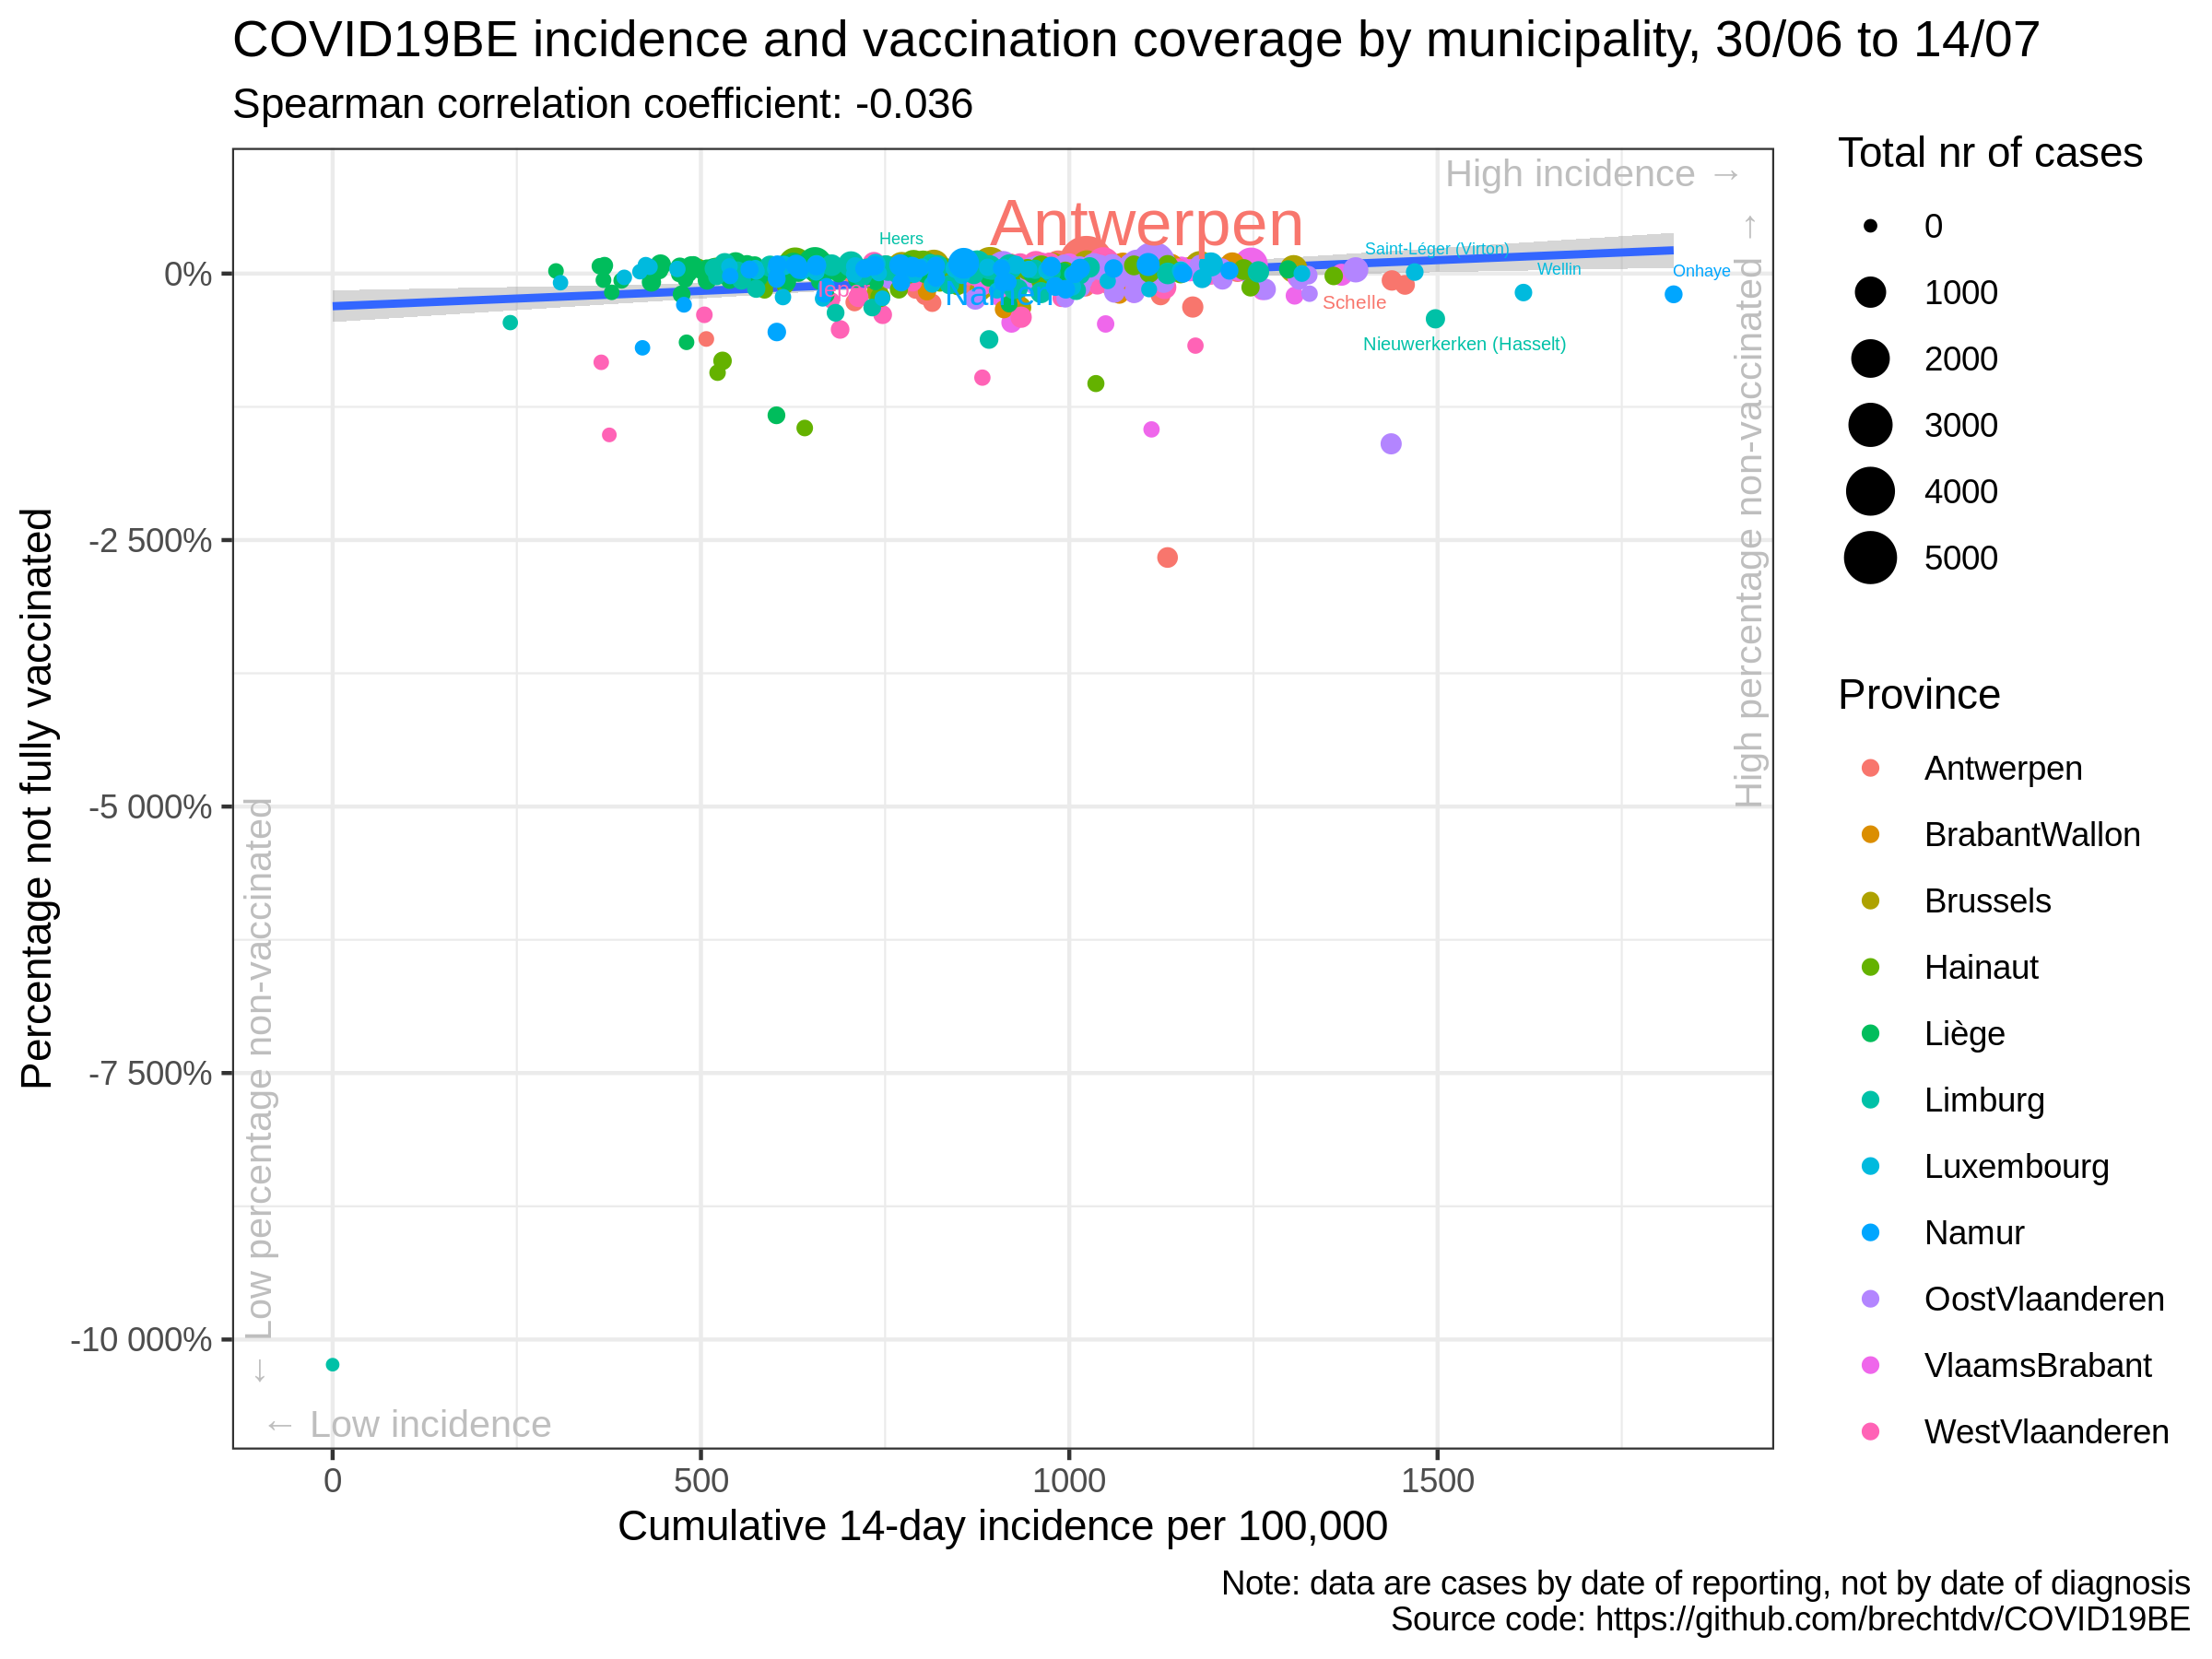 COVID19BE incidence and vaccination coverage by municipality, 30/06 to 14/07
Spearman correlation coefficient: -0.036
High incidence →
High percentage non-vaccinated →
Antwerpen
Heers
Saint-Léger (Virton)
Wellin
Onhaye
Ieper
Namen
Schelle
Nieuwerkerken (Hasselt)
← Low percentage non-vaccinated
← Low incidence
0%
-2 500%
-5 000%
-7 500%
-10 000%
Percentage not fully vaccinated
0
500
1000
1500
Cumulative 14-day incidence per 100,000
Total nr of cases
0
1000
2000
3000
4000
5000
Province
Antwerpen
BrabantWallon
Brussels
Hainaut
Liège
Limburg
Luxembourg
Namur
OostVlaanderen
VlaamsBrabant
WestVlaanderen
Note: data are cases by date of reporting, not by date of diagnosis
Source code: https://github.com/brechtdv/COVID19BE